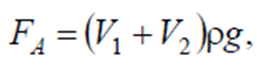 F_A = (V_1 + V_2)ρg,